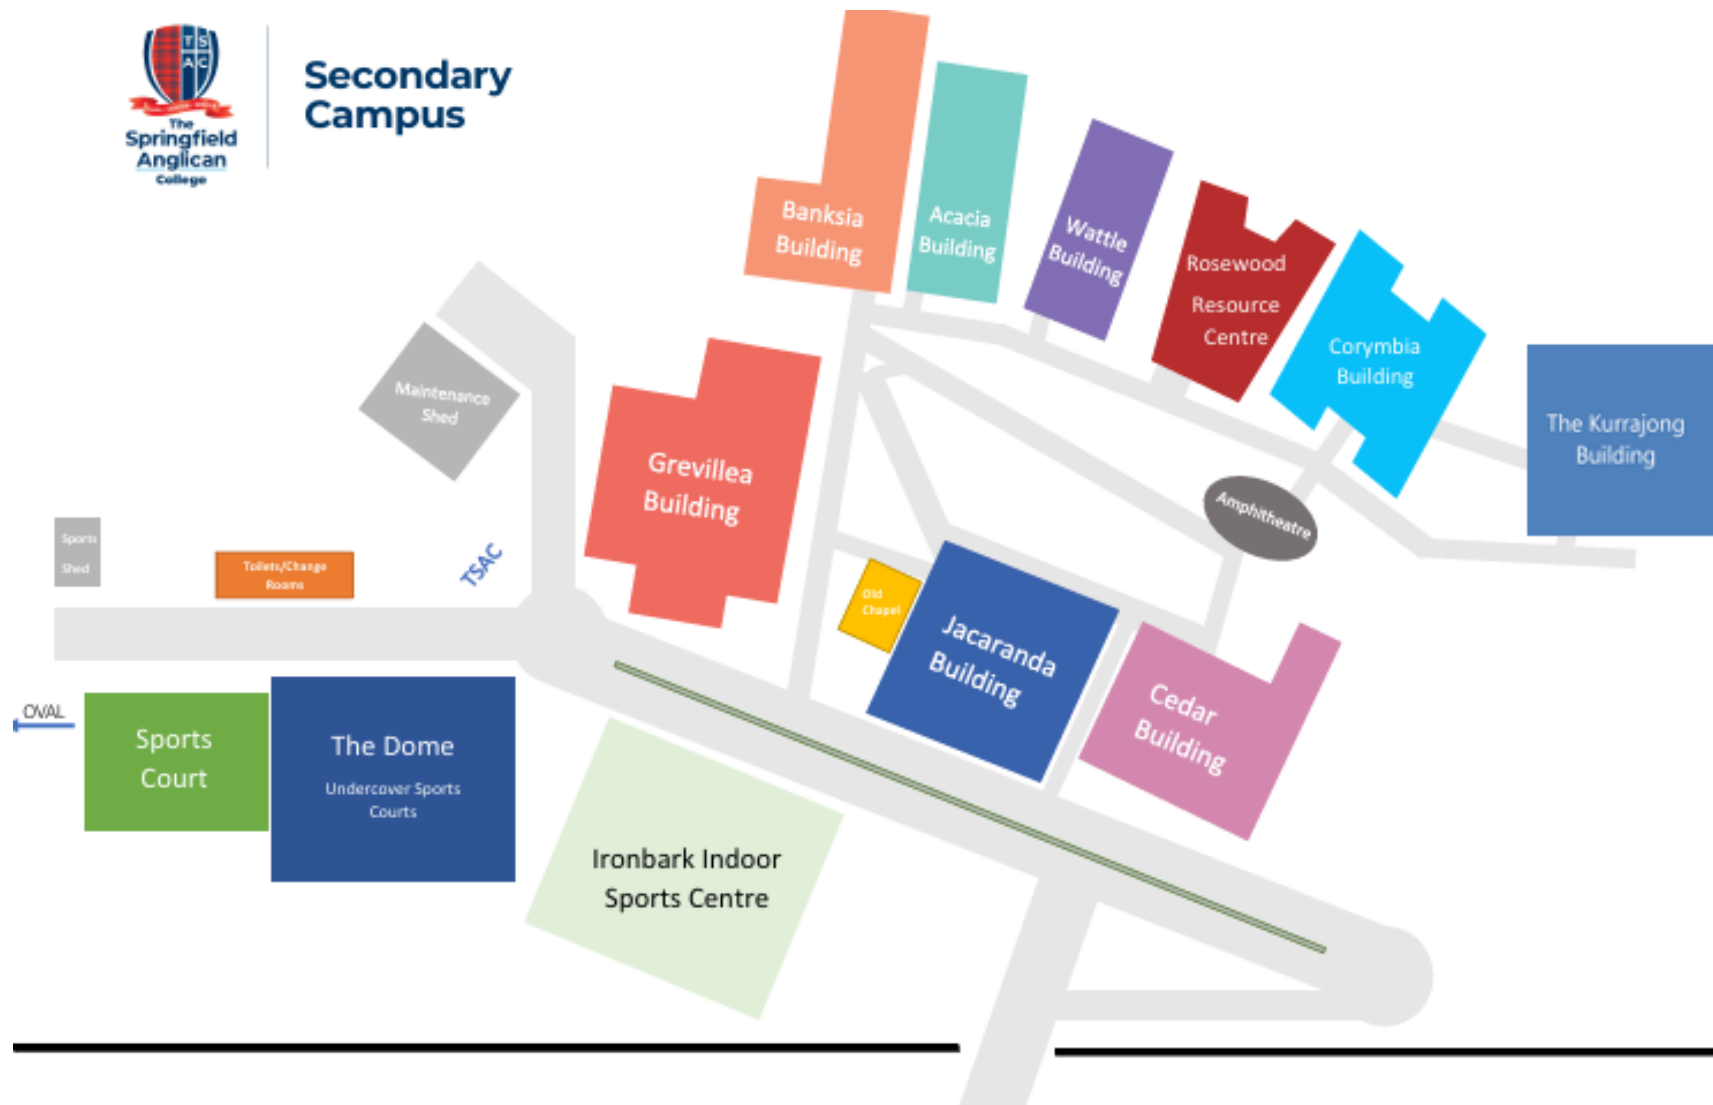 TS
AC
The
Springfield
Anglican
College
Secondary
Campus
Banksia
Building
Acacia
Building
Wattle
Building
Rosewood
Resource
Centre
Corymbia
Building
The Kurrajong
Building
Maintenance
Shed
Grevillea
Building
Amphitheatre
Sports
Shed
Toilets/Change
Rooms
TSAC
Old
Chapel
Jacaranda
Building
Cedar
Building
OVAL
Sports
Court
The Dome
Undercover Sports
Courts
Ironbark Indoor
Sports Centre